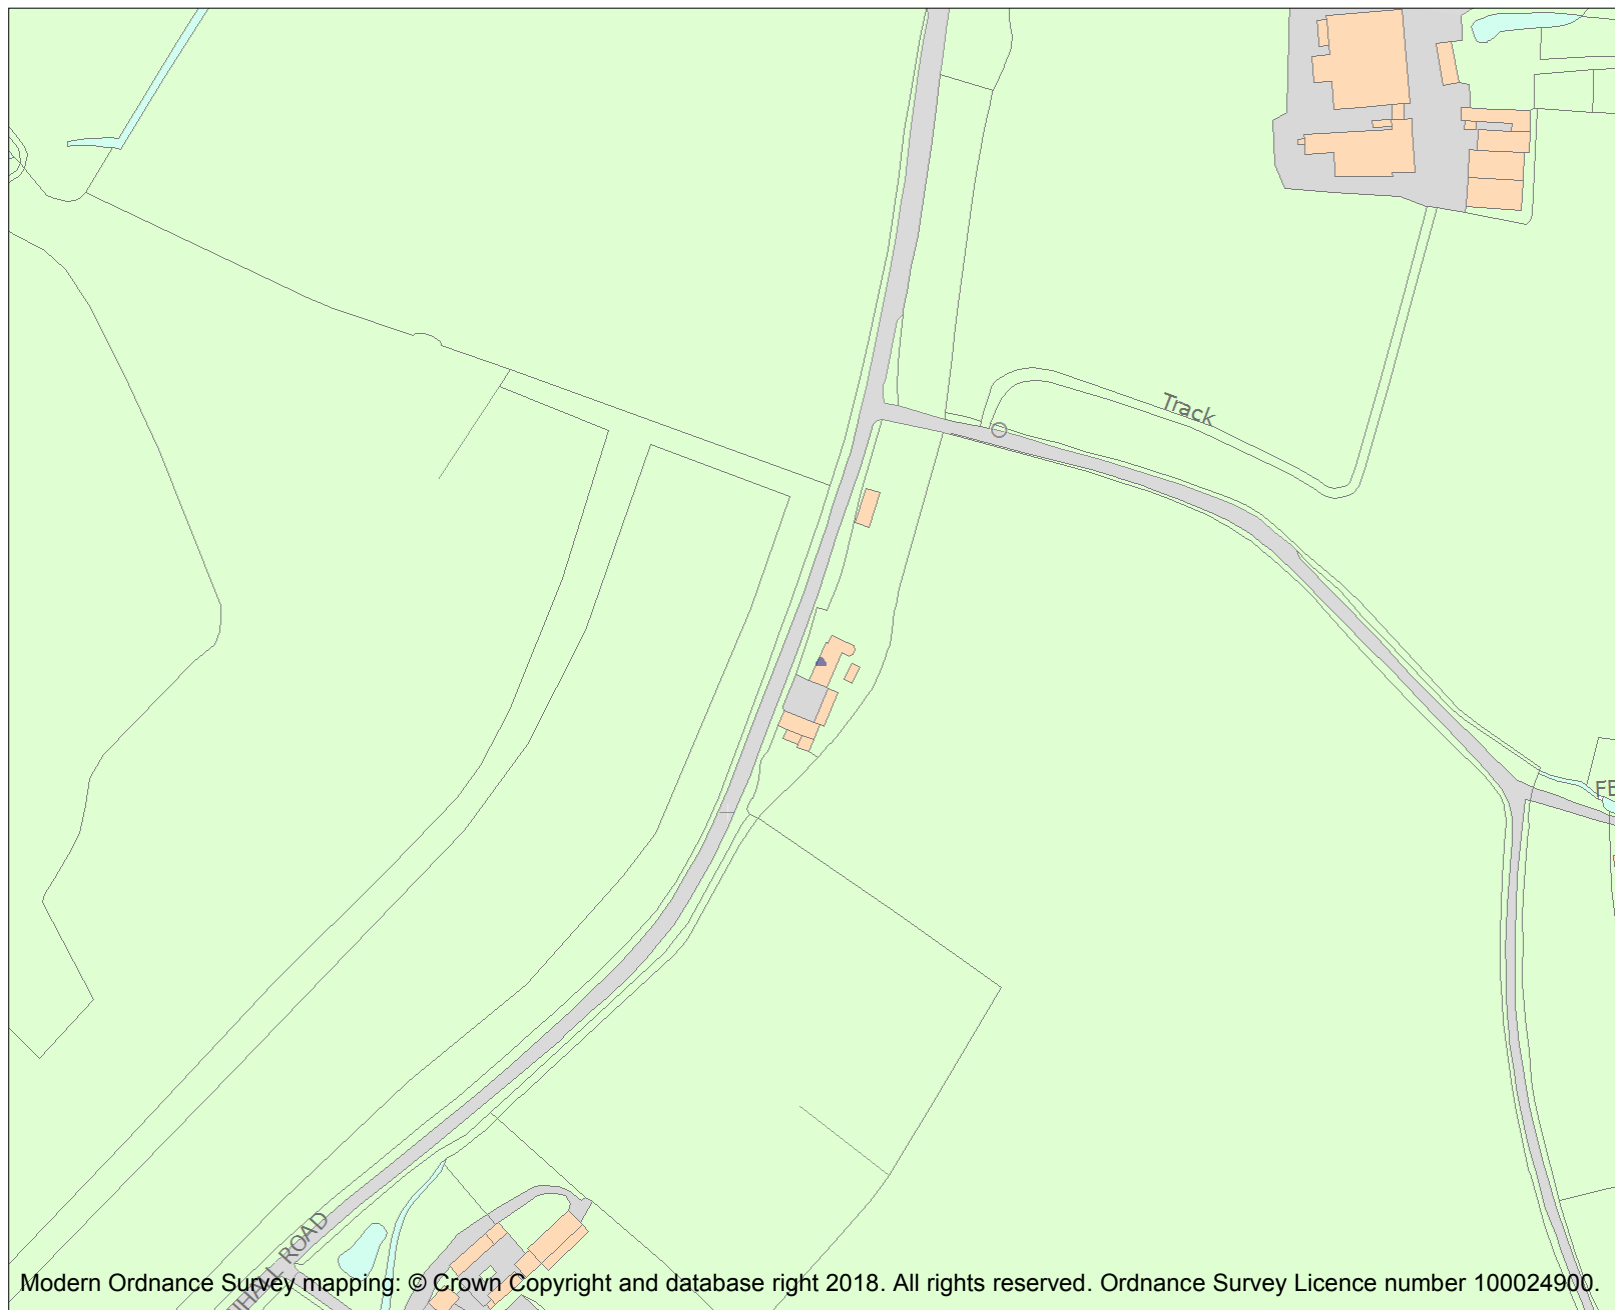 Track
FB
ROAD
Modern Ordnance Survey mapping: © Crown Copyright and database right 2018. All rights reserved. Ordnance Survey Licence number 100024900.